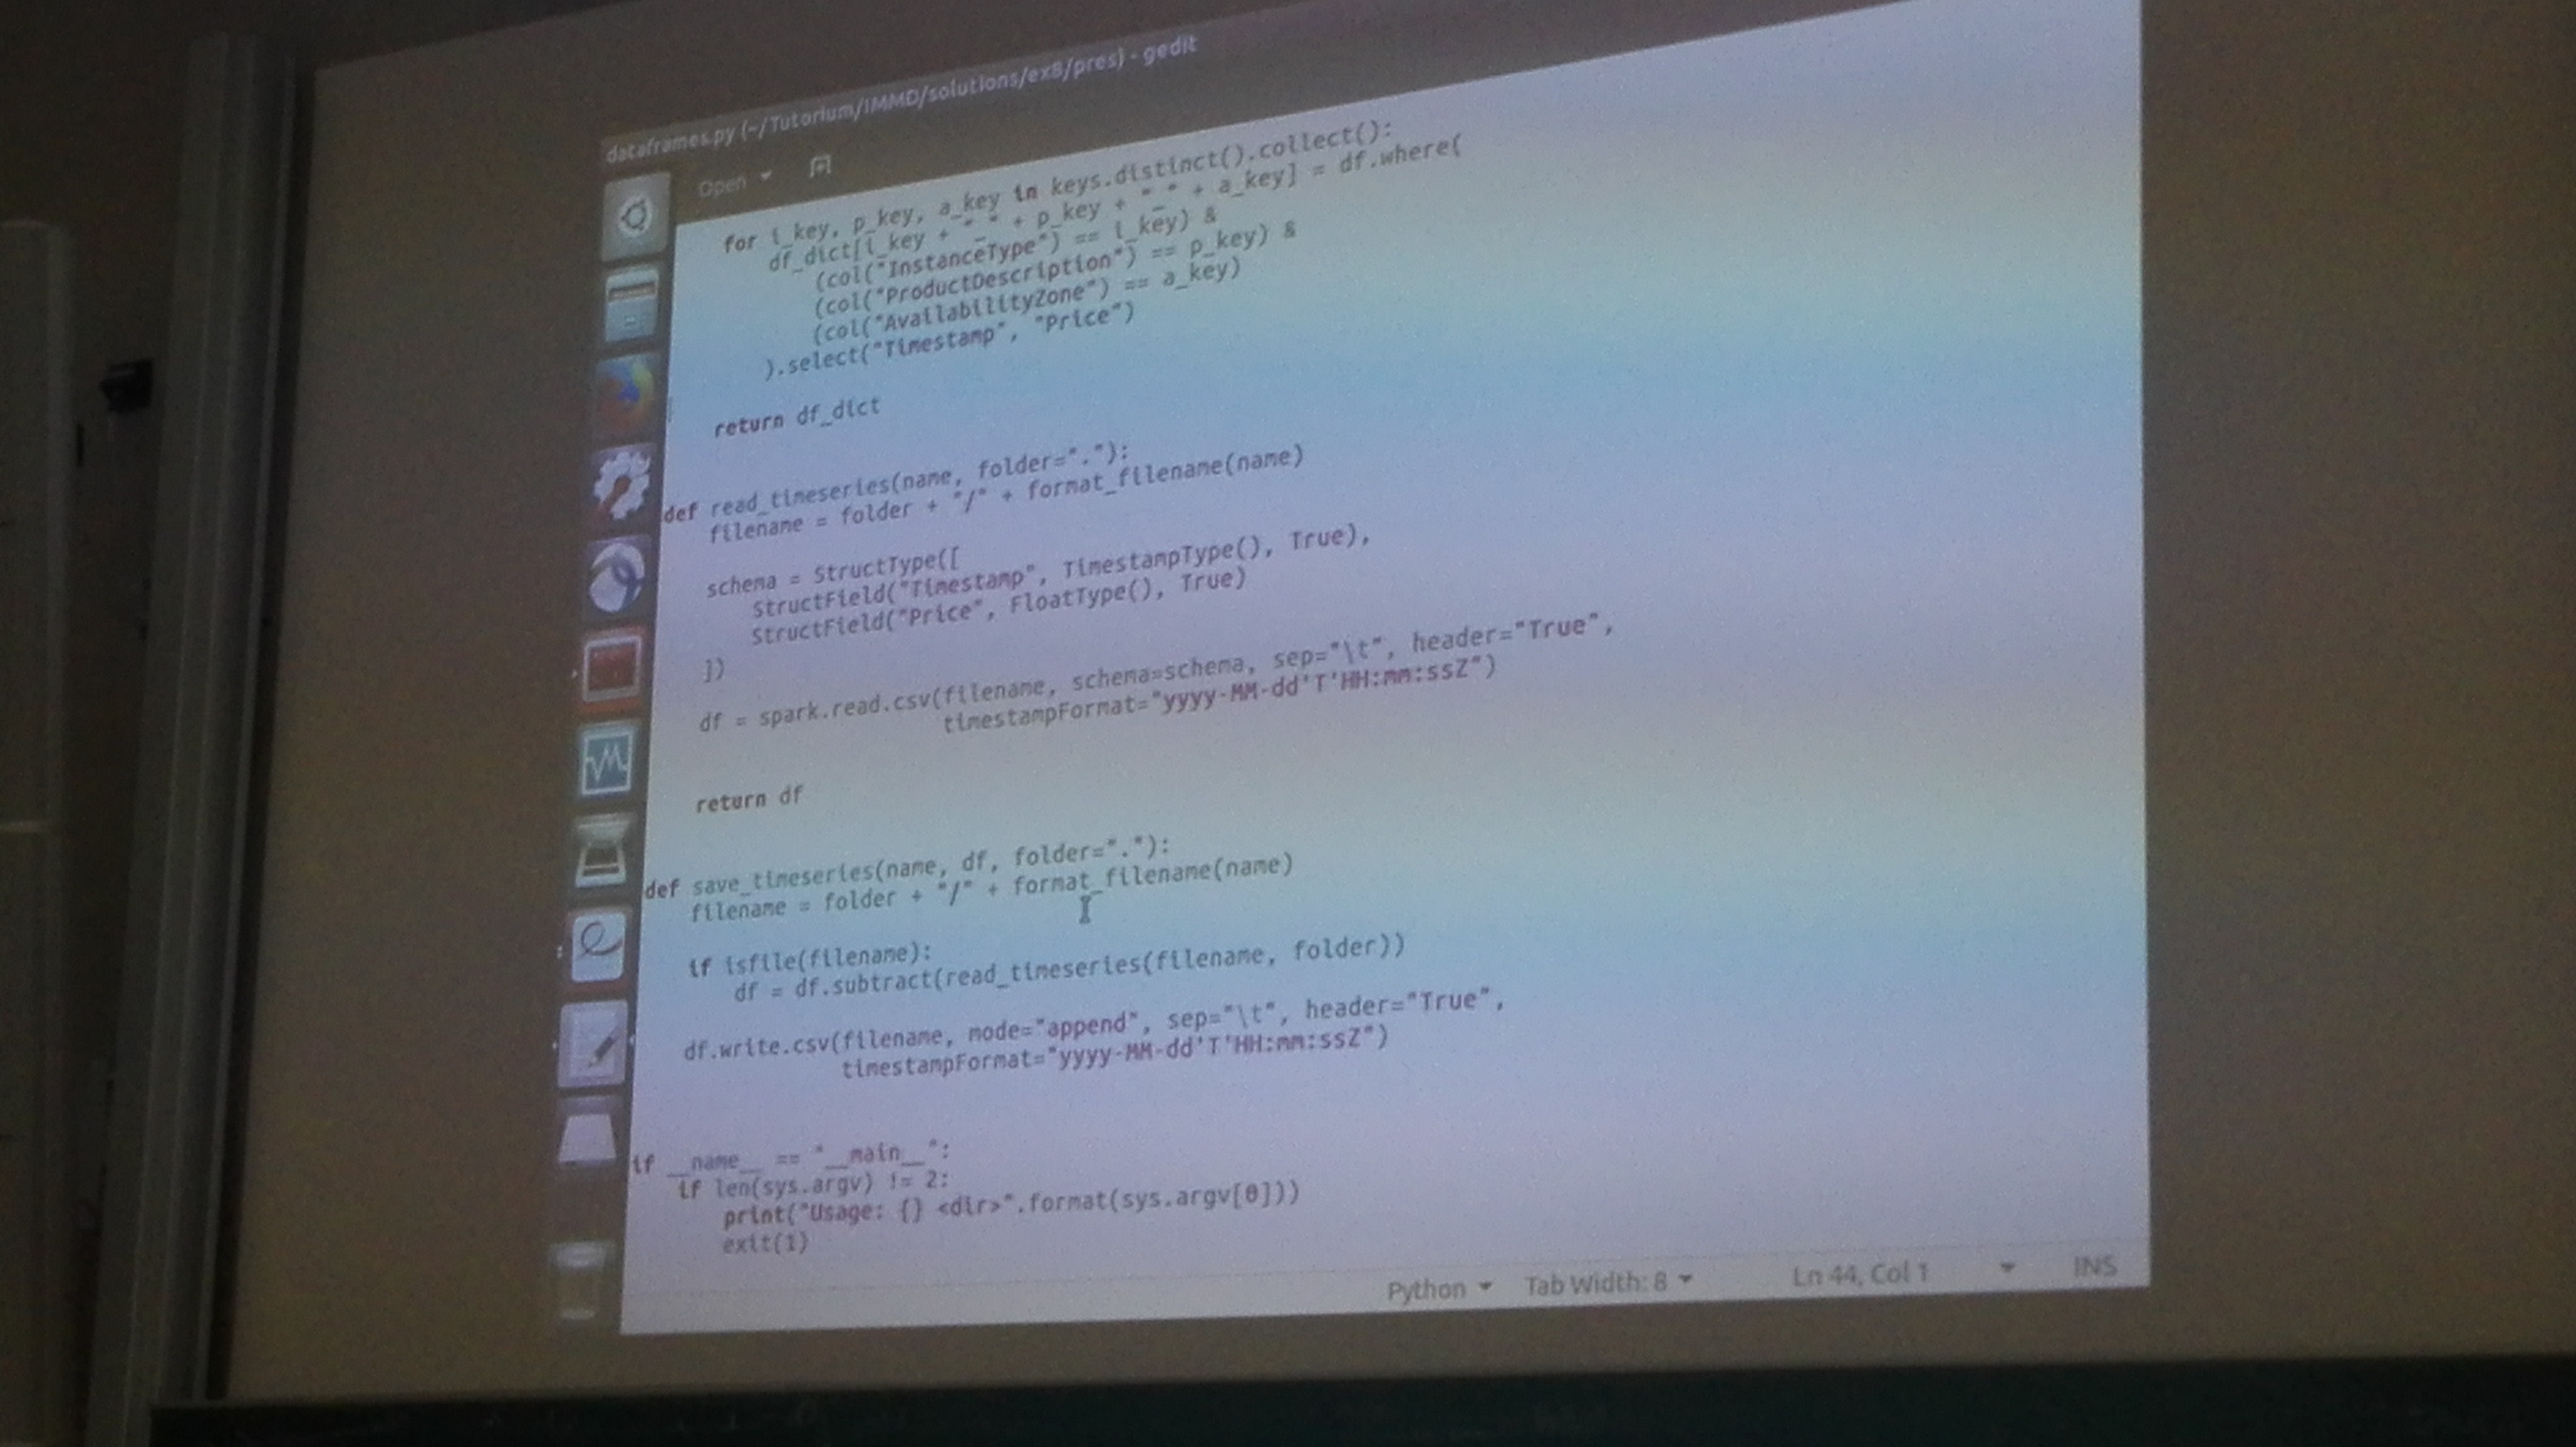 dataframes.py (~/Tutorium/IMMD/solutions/ex8/pres) - gedit
Open
    for i_key, p_key, a_key in keys.distinct().collect():
        df_dict[i_key + "_" + p_key + "_" + a_key] = df.where(
            (col("InstanceType") == i_key) &
            (col("ProductDescription") == p_key) &
            (col("AvailabilityZone") == a_key)
        ).select("Timestamp", "Price")
    return df_dict
def read_timeseries(name, folder="."):
    filename = folder + "/" + format_filename(name)
    schema = StructType([
        StructField("Timestamp", TimestampType(), True),
        StructField("Price", FloatType(), True)
    ])
    df = spark.read.csv(filename, schema=schema, sep="\t", header="True",
                        timestampFormat="yyyy-MM-dd'T'HH:mm:ssZ")
    return df
def save_timeseries(name, df, folder="."):
    filename = folder + "/" + format_filename(name)
    if isfile(filename):
        df = df.subtract(read_timeseries(filename, folder))
    df.write.csv(filename, mode="append", sep="\t", header="True",
                 timestampFormat="yyyy-MM-dd'T'HH:mm:ssZ")
if __name__ == "__main__":
    if len(sys.argv) != 2:
        print("Usage: {} <dir>".format(sys.argv[0]))
        exit(1)
Python Tab Width: 8 Ln 44, Col 1 INS